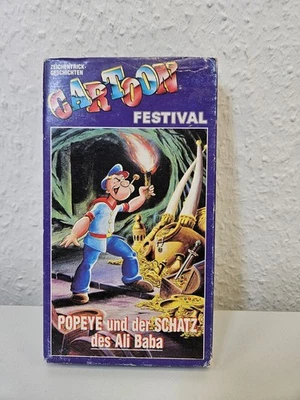 ZEICHENTRICK-
GESCHICHTEN
CARTOON
FESTIVAL
POPEYE und der SCHATZ
des Ali Baba